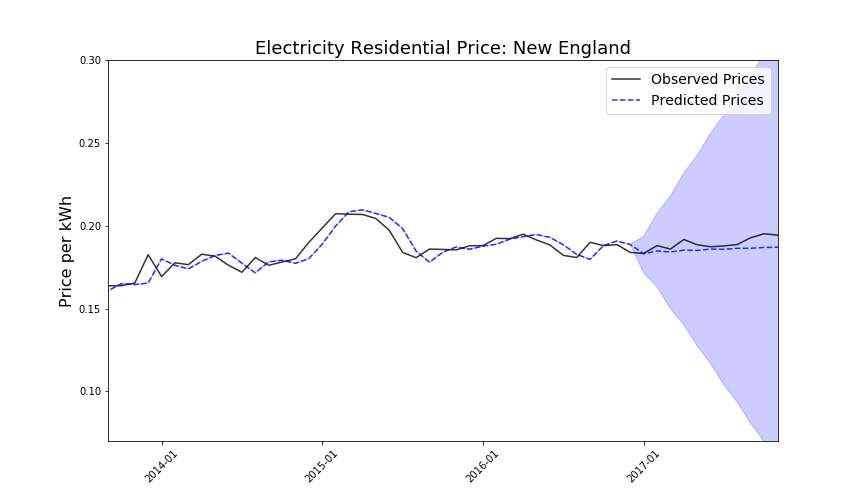 Electricity Residential Price: New England
Observed Prices
Predicted Prices
Price per kWh
0.30
0.25
0.20
0.15
0.10
2014-01
2015-01
2016-01
2017-01